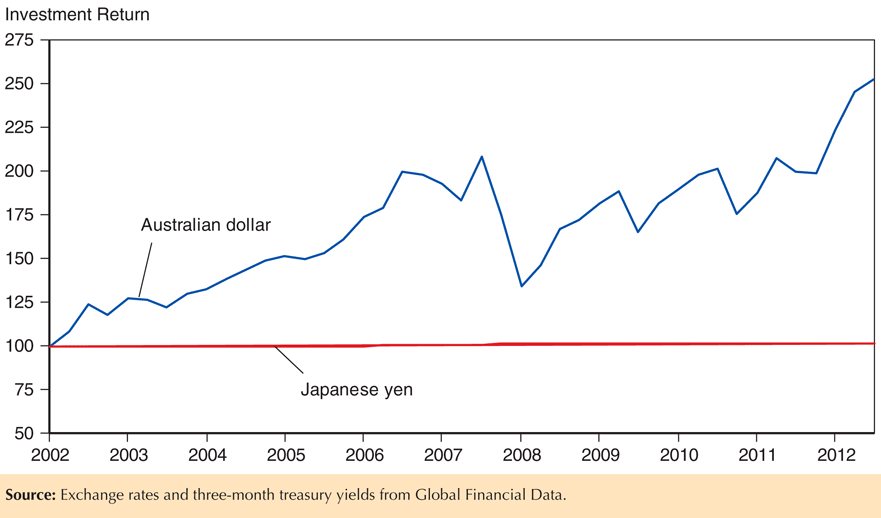 Investment Return
275
250
225
200
175
150
125
100
75
50
Australian dollar
Japanese yen
2002 2003 2004 2005 2006 2007 2008 2009 2010 2011 2012
Source: Exchange rates and three-month treasury yields from Global Financial Data.